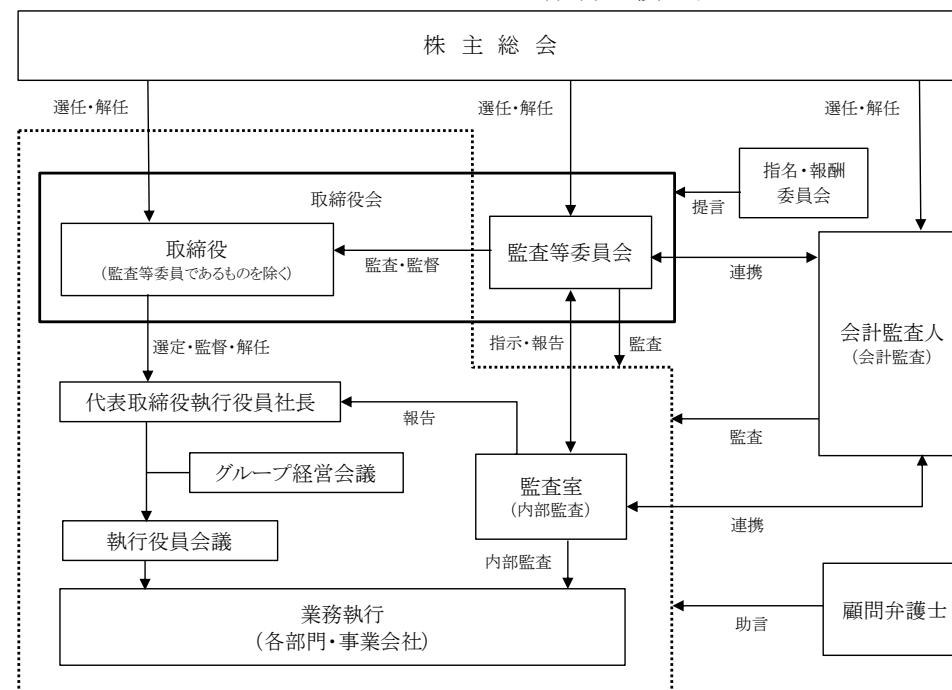 株 主 総 会
選任・解任
選任・解任
選任・解任
取締役会
指名・報酬
委員会
提言
取締役
(監査等委員であるものを除く)
監査・監督
監査等委員会
連携
会計監査人
(会計監査)
選定・監督・解任
指示・報告
監査
代表取締役執行役員社長
報告
監査
グループ経営会議
監査室
(内部監査)
連携
執行役員会議
内部監査
業務執行
(各部門・事業会社)
助言
顧問弁護士